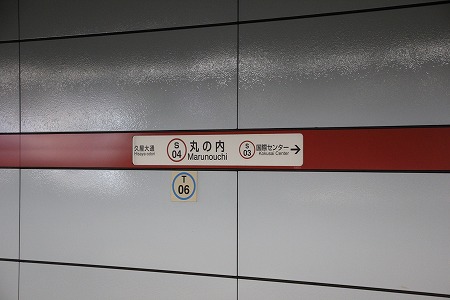 久屋大通
Hisaya-odori
S
04
丸の内
Marunouchi
S
03
国際センター
Kokusai Center
→
T
06